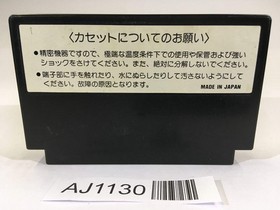 〈カセットについてのお願い〉
●精密機器ですので、極端な温度条件下での使用や保管および強い
ショックをさけてください。また、絶対に分解しないでください。
●端子部に手を触れたり、水にぬらしたりして汚さないようにして
ください。故障の原因となります。
MADE IN JAPAN
AJ1130